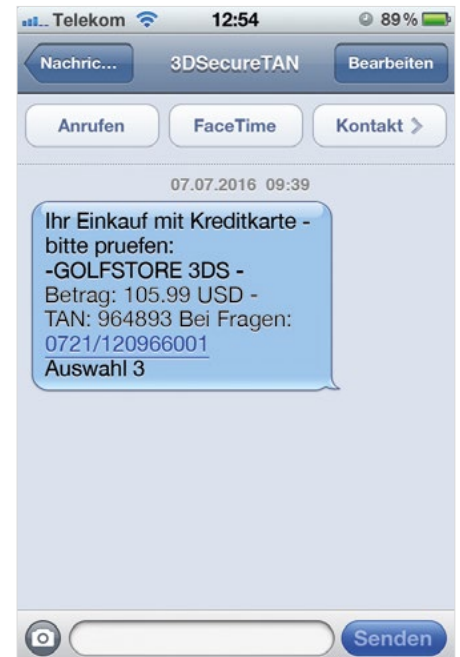 Telekom 12:54 89%
Nachric... 3DSecureTAN Bearbeiten
Anrufen FaceTime Kontakt >
07.07.2016 09:39
Ihr Einkauf mit Kreditkarte -
bitte pruefen:
-GOLFSTORE 3DS -
Betrag: 105.99 USD -
TAN: 964893 Bei Fragen:
0721/120966001
Auswahl 3
Senden